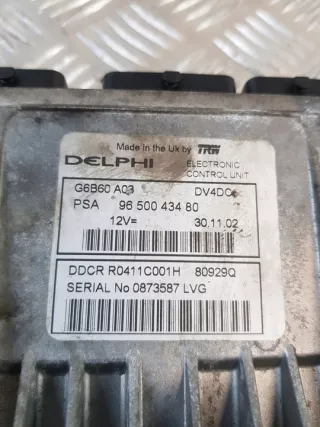 Made in the Uk by TRW
DELPHI ELECTRONIC
CONTROL UNIT
G6B60 A03 DV4DC
PSA 96 500 434 80
12V= 30.11.02
DDCR R0411C001H 80929Q
SERIAL No 0873587 LVG